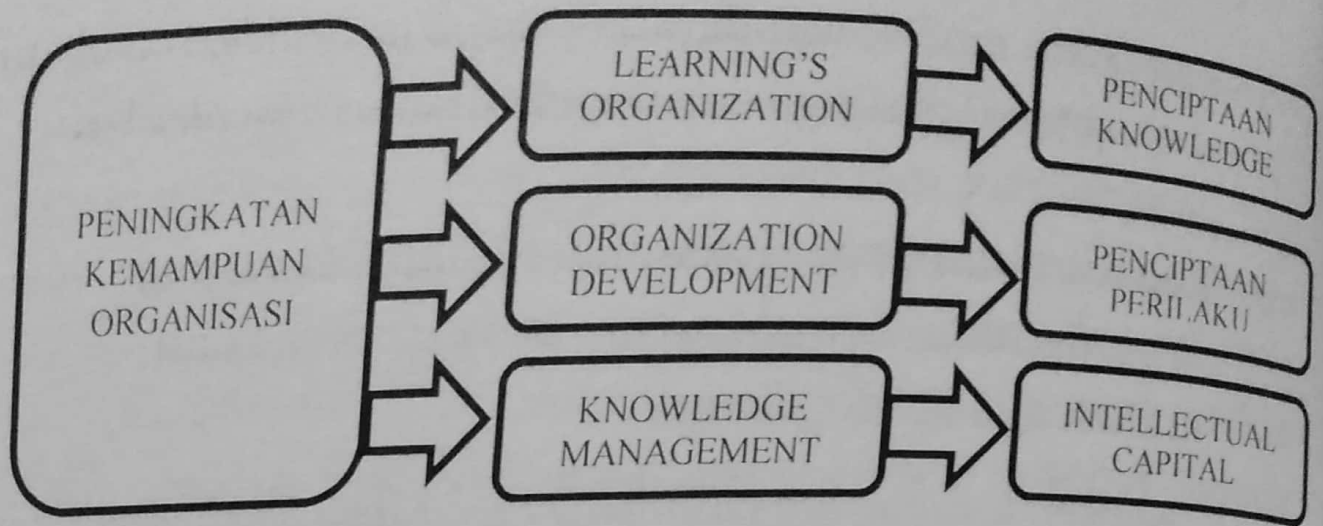 PENINGKATAN
KEMAMPUAN
ORGANISASI
LEARNING'S
ORGANIZATION
PENCIPTAAN
KNOWLEDGE
ORGANIZATION
DEVELOPMENT
PENCIPTAAN
PERILAKU
KNOWLEDGE
MANAGEMENT
INTELLECTUAL
CAPITAL